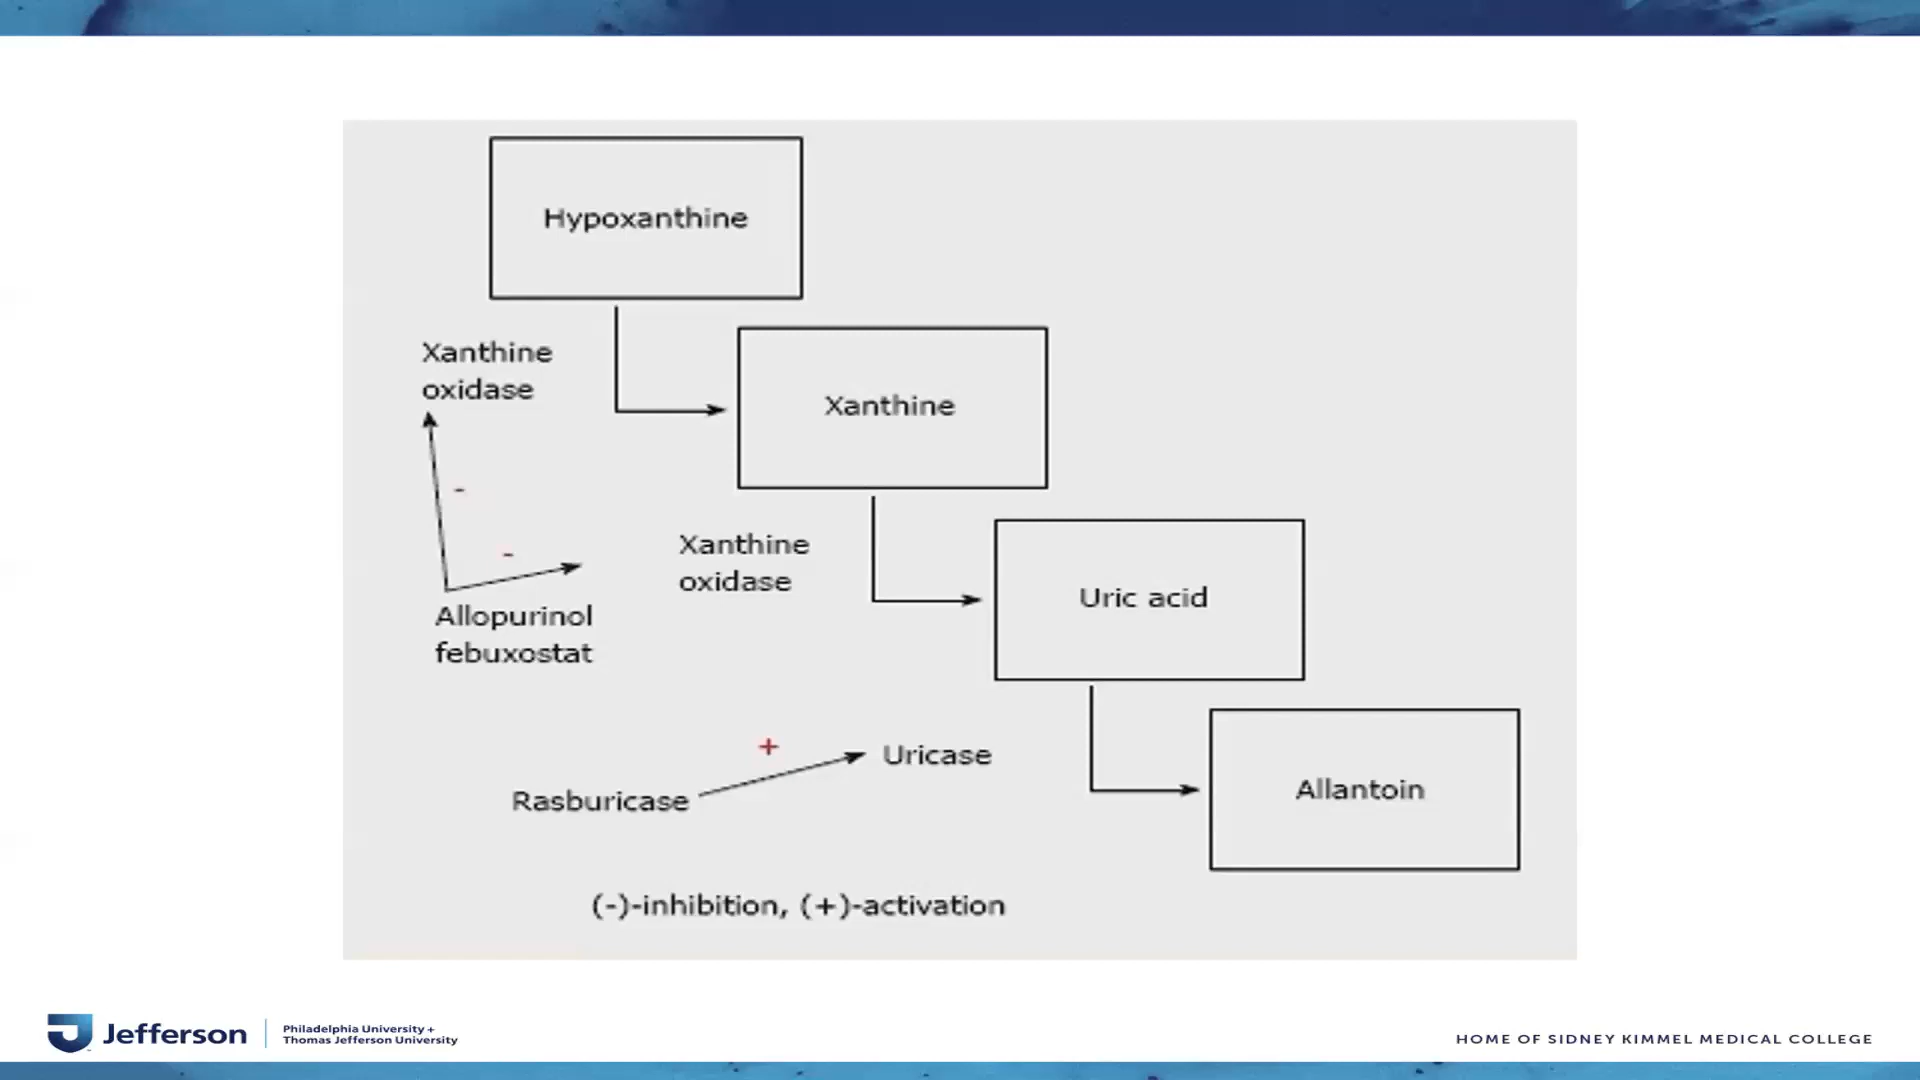 Hypoxanthine
Xanthine
oxidase
Xanthine
-
-
Xanthine
oxidase
Uric acid
Allopurinol
febuxostat
+
Uricase
Rasburicase
Allantoin
(-)-inhibition, (+)-activation
Jefferson
Philadelphia University +
Thomas Jefferson University
HOME OF SIDNEY KIMMEL MEDICAL COLLEGE